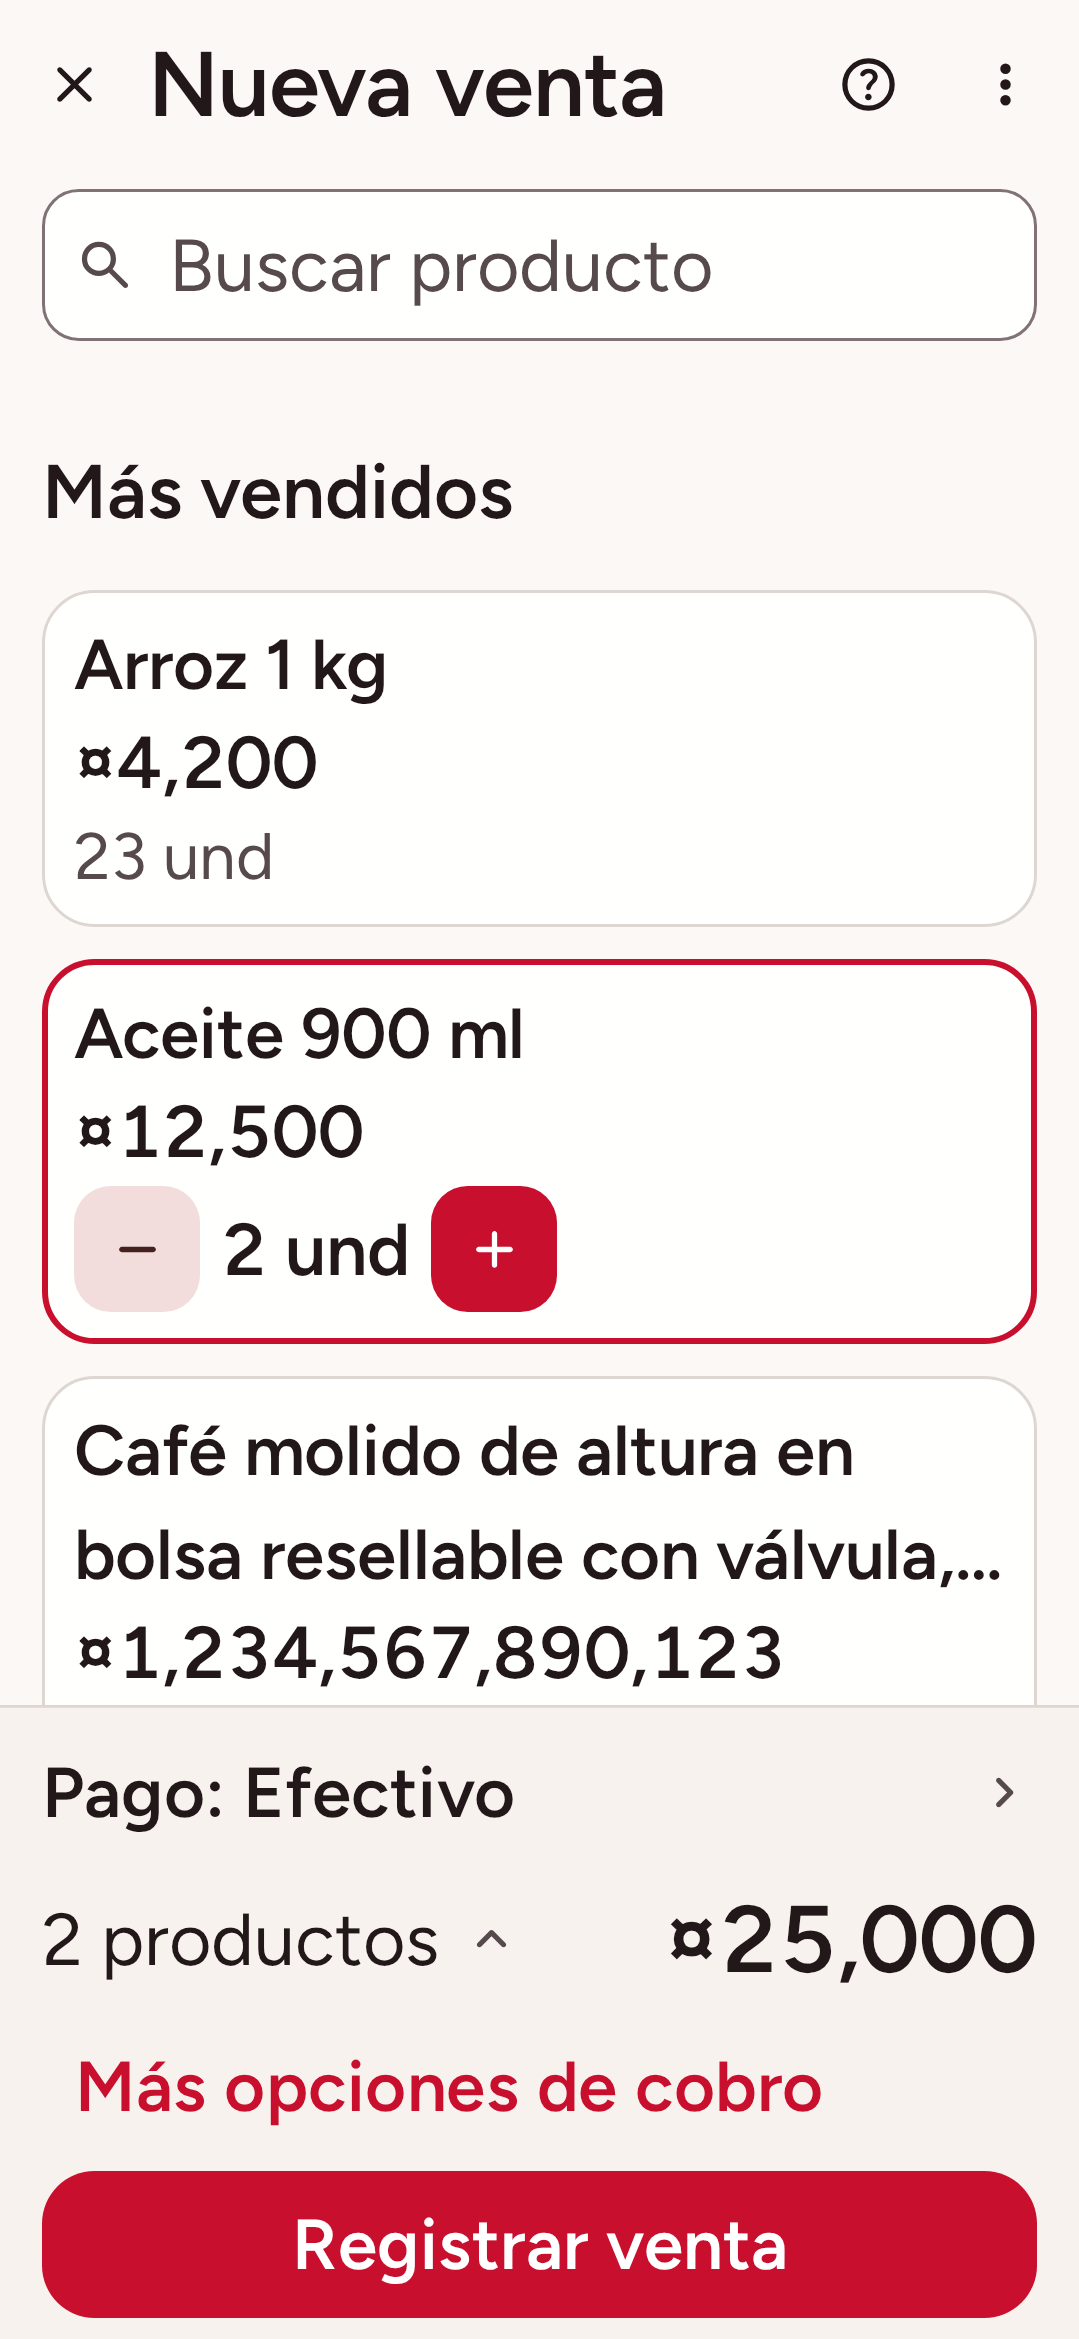 Nueva venta
Buscar producto
Más vendidos
Arroz 1 kg
¤4,200
23 und
Aceite 900 ml
¤12,500
2 und
Café molido de altura en
bolsa resellable con válvula,...
¤1,234,567,890,123
Pago: Efectivo
2 productos
¤25,000
Más opciones de cobro
Registrar venta